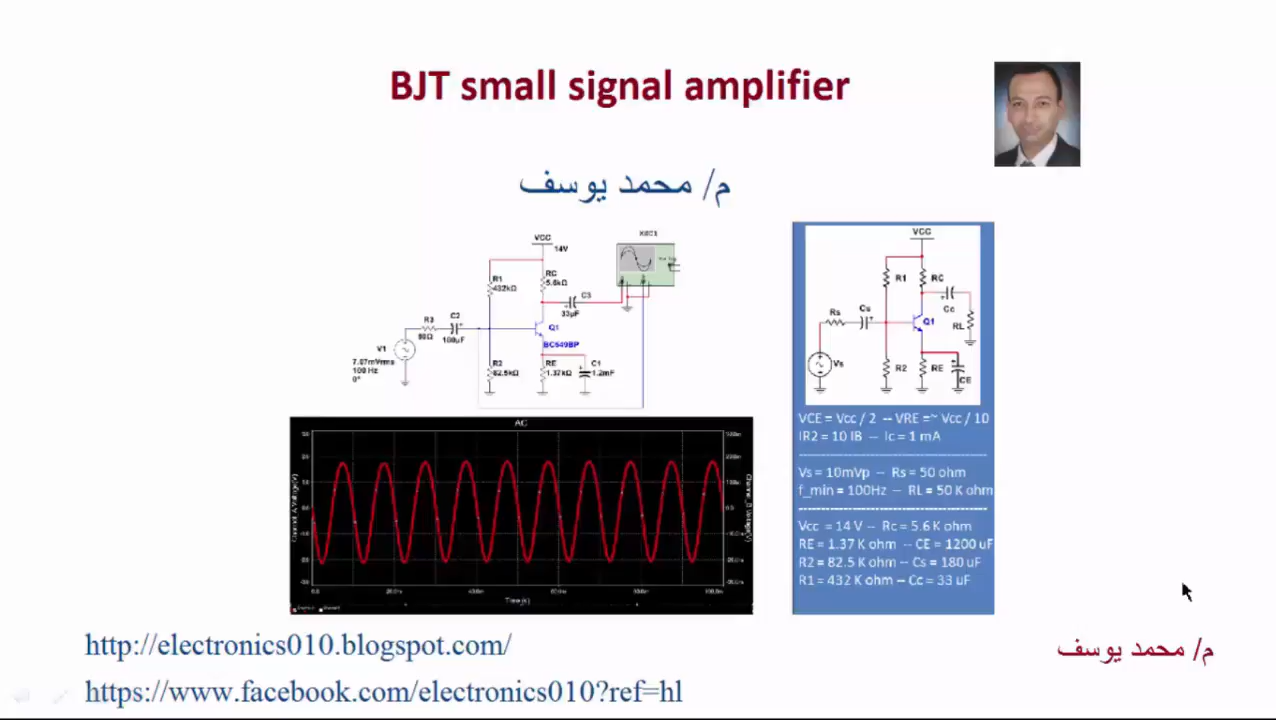 BJT small signal amplifier
م/ محمد يوسف
VCC
14V
R1
432kΩ
RC
5.6kΩ
C3
33µF
XSC1
R3
C2
180µF
Q1
BC549BP
V1
7.07mVrms
100 Hz
0°
R2
82.5kΩ
RE
1.37kΩ
C1
1.2mF
VCC
R1
RC
Cc
Rs
Cs
Q1
RL
Vs
R2
RE
CE
AC
Time (s)
VCE = Vcc / 2 -- VRE =~ Vcc / 10
IR2 = 10 IB -- Ic = 1 mA
Vs = 10mVp -- Rs = 50 ohm
f_min = 100Hz -- RL = 50 K ohm
Vcc = 14 V -- Rc = 5.6 K ohm
RE = 1.37 K ohm -- CE = 1200 uF
R2 = 82.5 K ohm -- Cs = 180 uF
R1 = 432 K ohm -- Cc = 33 uF
http://electronics010.blogspot.com/
م/ محمد يوسف
https://www.facebook.com/electronics010?ref=hl